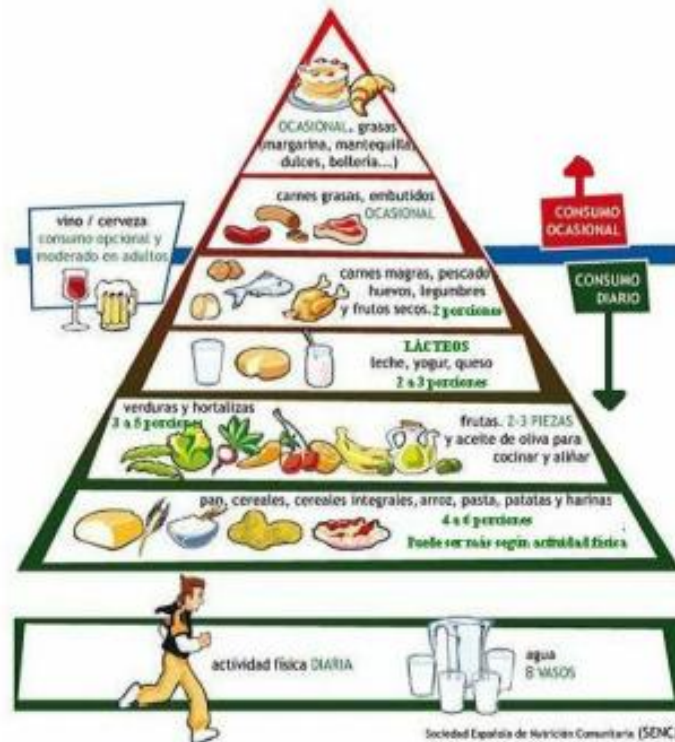 OCASIONAL, grasas
(margarina, mantequilla,
dulces, bollería...)
carnes grasas, embutidos
OCASIONAL
CONSUMO
OCASIONAL
vino / cerveza
consumo opcional y
moderado en adultos
CONSUMO
DIARIO
carnes magras, pescado
huevos, legumbres
y frutos secos. 2 porciones
LÁCTEOS
leche, yogur, queso
2 a 3 porciones
verduras y hortalizas
3 a 5 porciones
frutas. 2-3 PIEZAS
y aceite de oliva para
cocinar y aliñar
pan, cereales, cereales integrales, arroz, pasta, patatas y harinas
4 a 6 porciones
Puede ser más según actividad física
actividad física DIARIA
agua
8 VASOS
Sociedad Española de Nutrición Comunitaria (SENC)